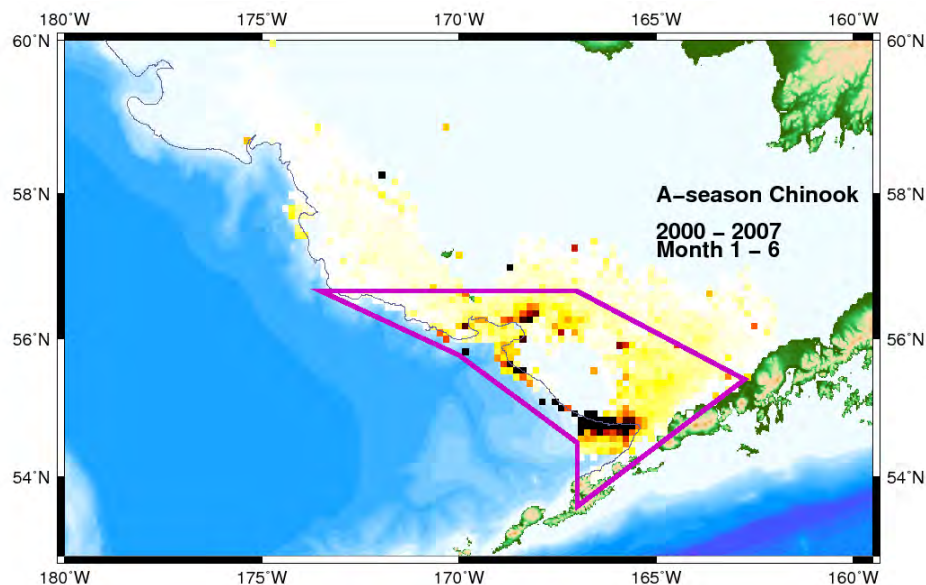 180˚W 175˚W 170˚W 165˚W 160˚W
60˚N 60˚N
58˚N 58˚N
A−season Chinook
2000 − 2007
Month 1 − 6
56˚N 56˚N
54˚N 54˚N
180˚W 175˚W 170˚W 165˚W 160˚W